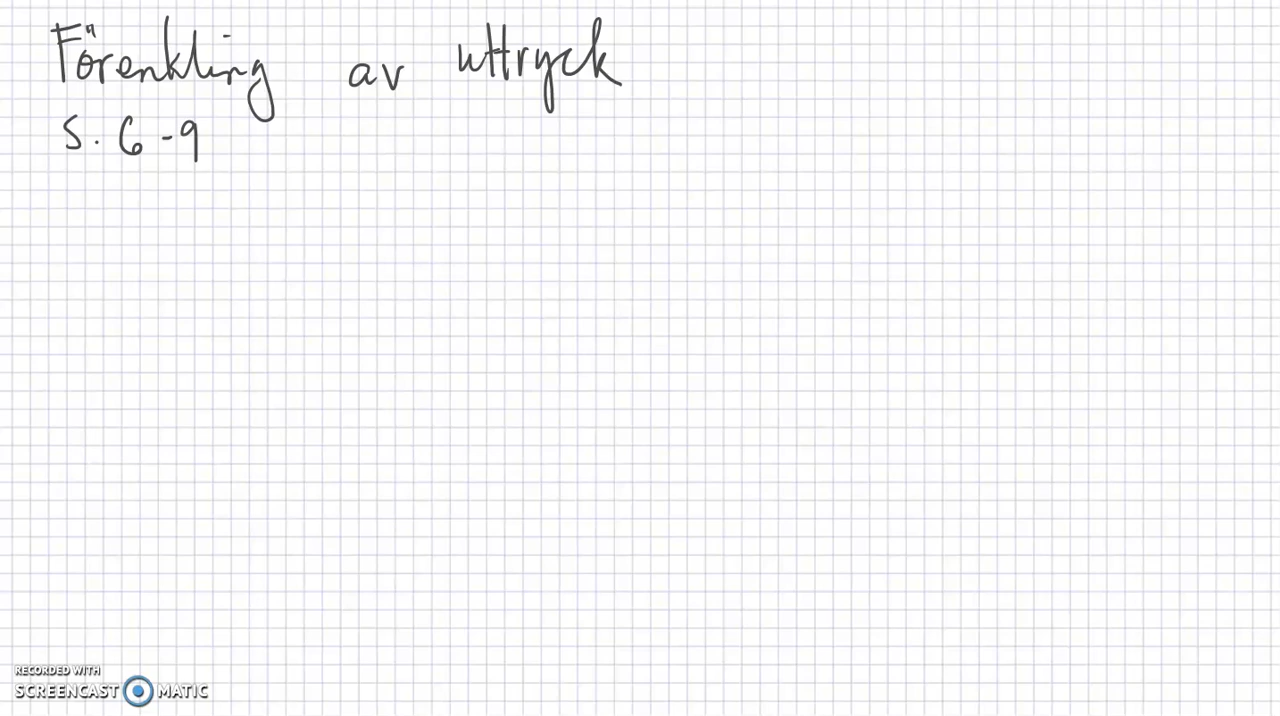 Förenkling av uttryck
S. 6-9
RECORDED WITH
SCREENCAST MATIC